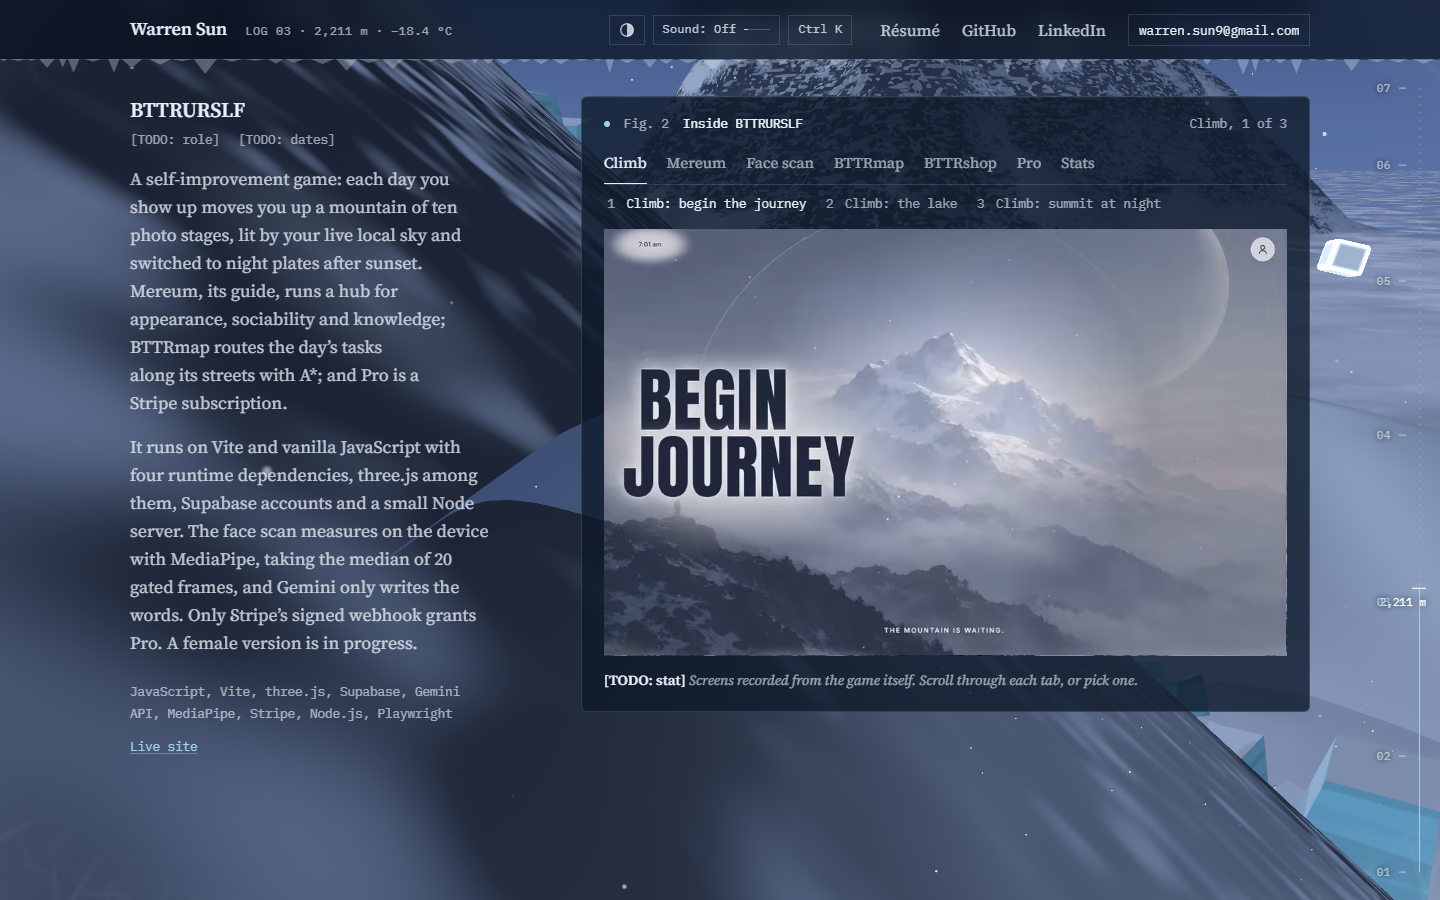 Warren Sun LOG 03 · 2,211 m · −18.4 °C
Sound: Off Ctrl K Résumé GitHub LinkedIn warren.sun9@gmail.com
BTTRURSLF
[TODO: role] [TODO: dates]
A self-improvement game: each day you
show up moves you up a mountain of ten
photo stages, lit by your live local sky and
switched to night plates after sunset.
Mereum, its guide, runs a hub for
appearance, sociability and knowledge;
BTTRmap routes the day’s tasks
along its streets with A*; and Pro is a
Stripe subscription.
It runs on Vite and vanilla JavaScript with
four runtime dependencies, three.js among
them, Supabase accounts and a small Node
server. The face scan measures on the device
with MediaPipe, taking the median of 20
gated frames, and Gemini only writes the
words. Only Stripe’s signed webhook grants
Pro. A female version is in progress.
JavaScript, Vite, three.js, Supabase, Gemini
API, MediaPipe, Stripe, Node.js, Playwright
Live site
Fig. 2 Inside BTTRURSLF Climb, 1 of 3
Climb Mereum Face scan BTTRmap BTTRshop Pro Stats
1 Climb: begin the journey 2 Climb: the lake 3 Climb: summit at night
7:01 am
BEGIN
JOURNEY
THE MOUNTAIN IS WAITING.
[TODO: stat] Screens recorded from the game itself. Scroll through each tab, or pick one.
07
06
05
04
2,211 m
02
01